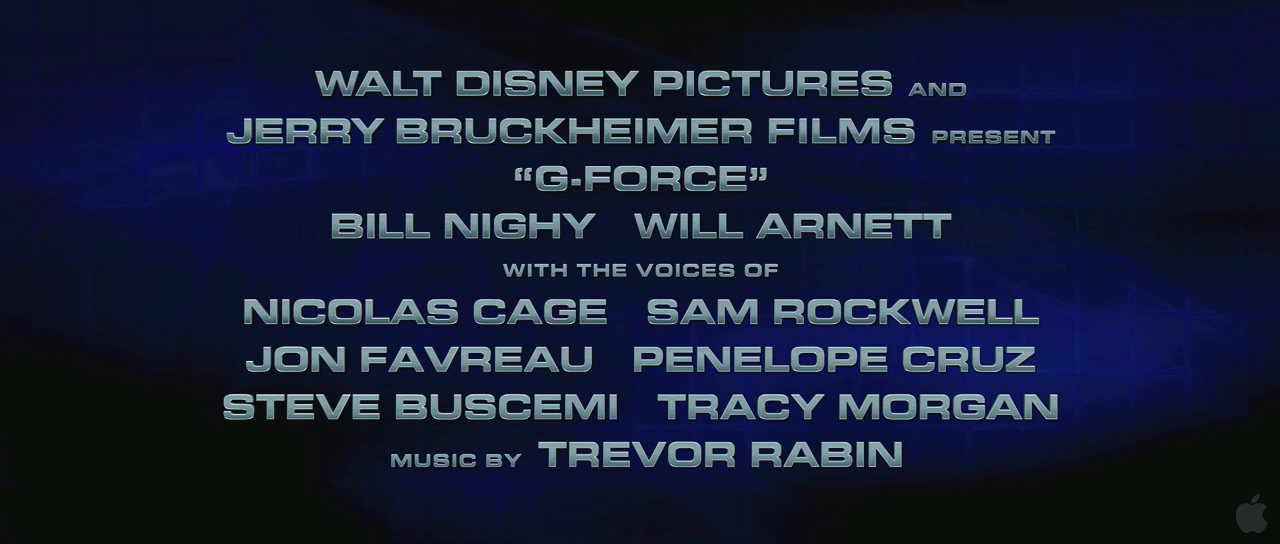 WALT DISNEY PICTURES AND
JERRY BRUCKHEIMER FILMS PRESENT
“G-FORCE”
BILL NIGHY WILL ARNETT
WITH THE VOICES OF
NICOLAS CAGE SAM ROCKWELL
JON FAVREAU PENELOPE CRUZ
STEVE BUSCEMI TRACY MORGAN
MUSIC BY TREVOR RABIN